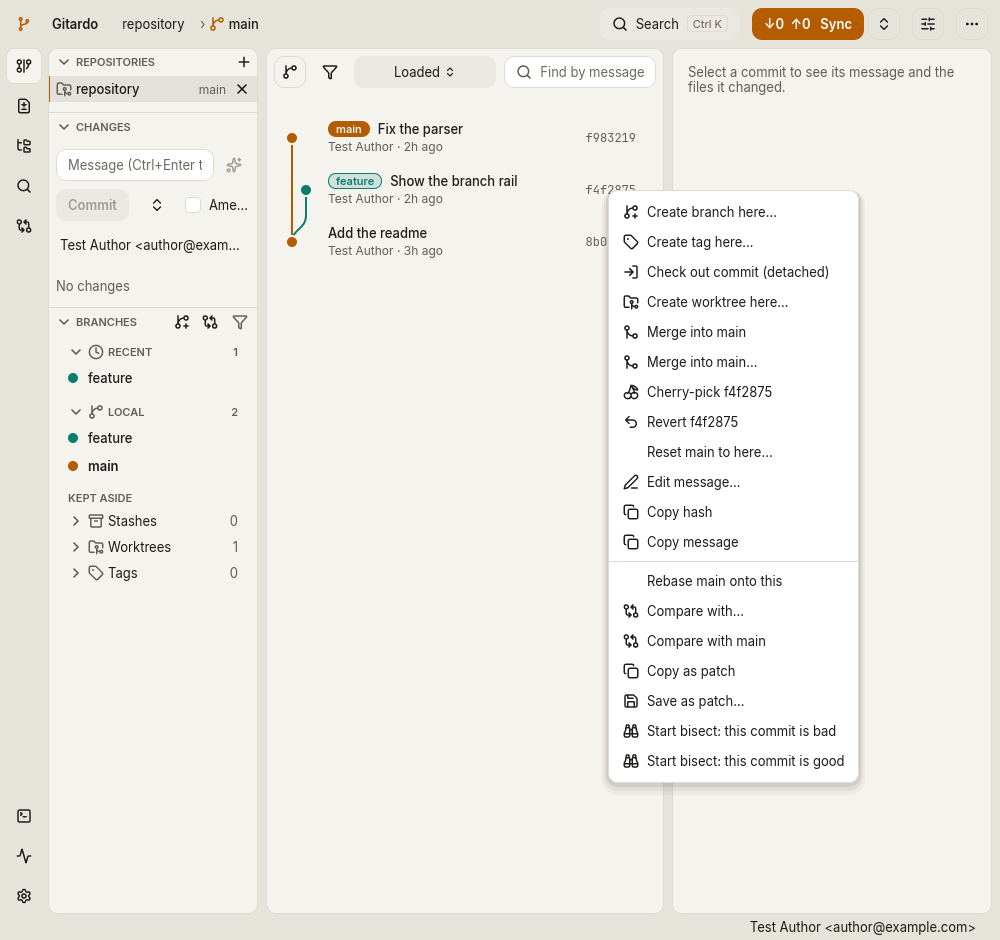 Gitardo
repository
main
Search Ctrl K
↓0 ↑0 Sync
REPOSITORIES
repository main
CHANGES
Message (Ctrl+Enter t
Commit
Ame...
Test Author <author@exam...
No changes
BRANCHES
RECENT 1
feature
LOCAL 2
feature
main
KEPT ASIDE
Stashes 0
Worktrees 1
Tags 0
Loaded
Find by message
main Fix the parser
Test Author · 2h ago
f983219
feature Show the branch rail
Test Author · 2h ago
f4f2875
Add the readme
Test Author · 3h ago
8b0
Select a commit to see its message and the
files it changed.
Create branch here...
Create tag here...
Check out commit (detached)
Create worktree here...
Merge into main
Merge into main...
Cherry-pick f4f2875
Revert f4f2875
Reset main to here...
Edit message...
Copy hash
Copy message
Rebase main onto this
Compare with...
Compare with main
Copy as patch
Save as patch...
Start bisect: this commit is bad
Start bisect: this commit is good
Test Author <author@example.com>